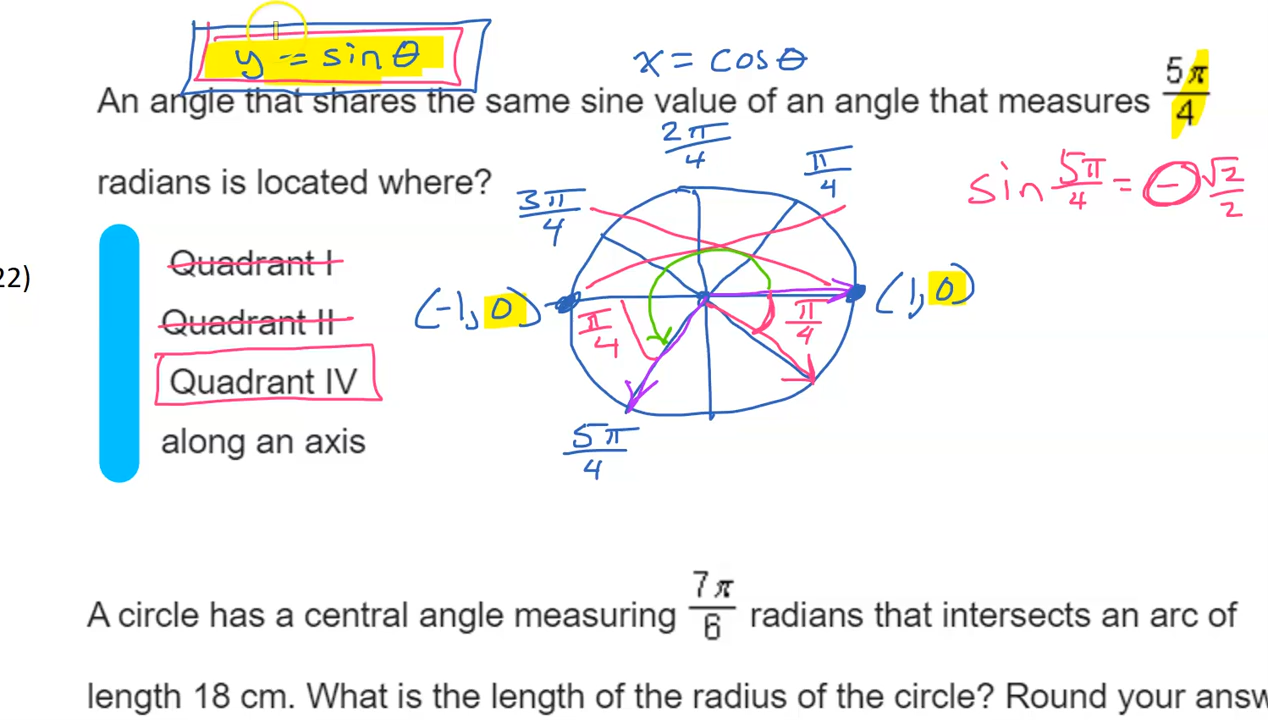 y = sin θ
x = cos θ
An angle that shares the same sine value of an angle that measures 5π/4
radians is located where?
sin 5π/4 = -√2/2
2π/4
π/4
3π/4
22)
Quadrant I
Quadrant II
Quadrant IV
along an axis
(-1, 0)
(1, 0)
π/4
π/4
5π/4
A circle has a central angle measuring 7π/6 radians that intersects an arc of
length 18 cm. What is the length of the radius of the circle? Round your answ